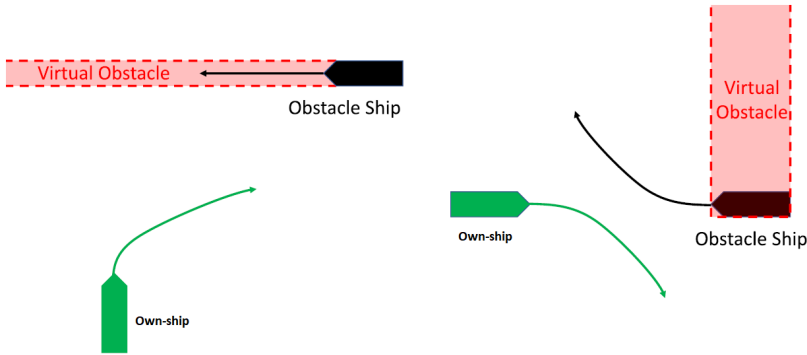 Virtual Obstacle
Obstacle Ship
Own-ship
Virtual
Obstacle
Own-ship
Obstacle Ship